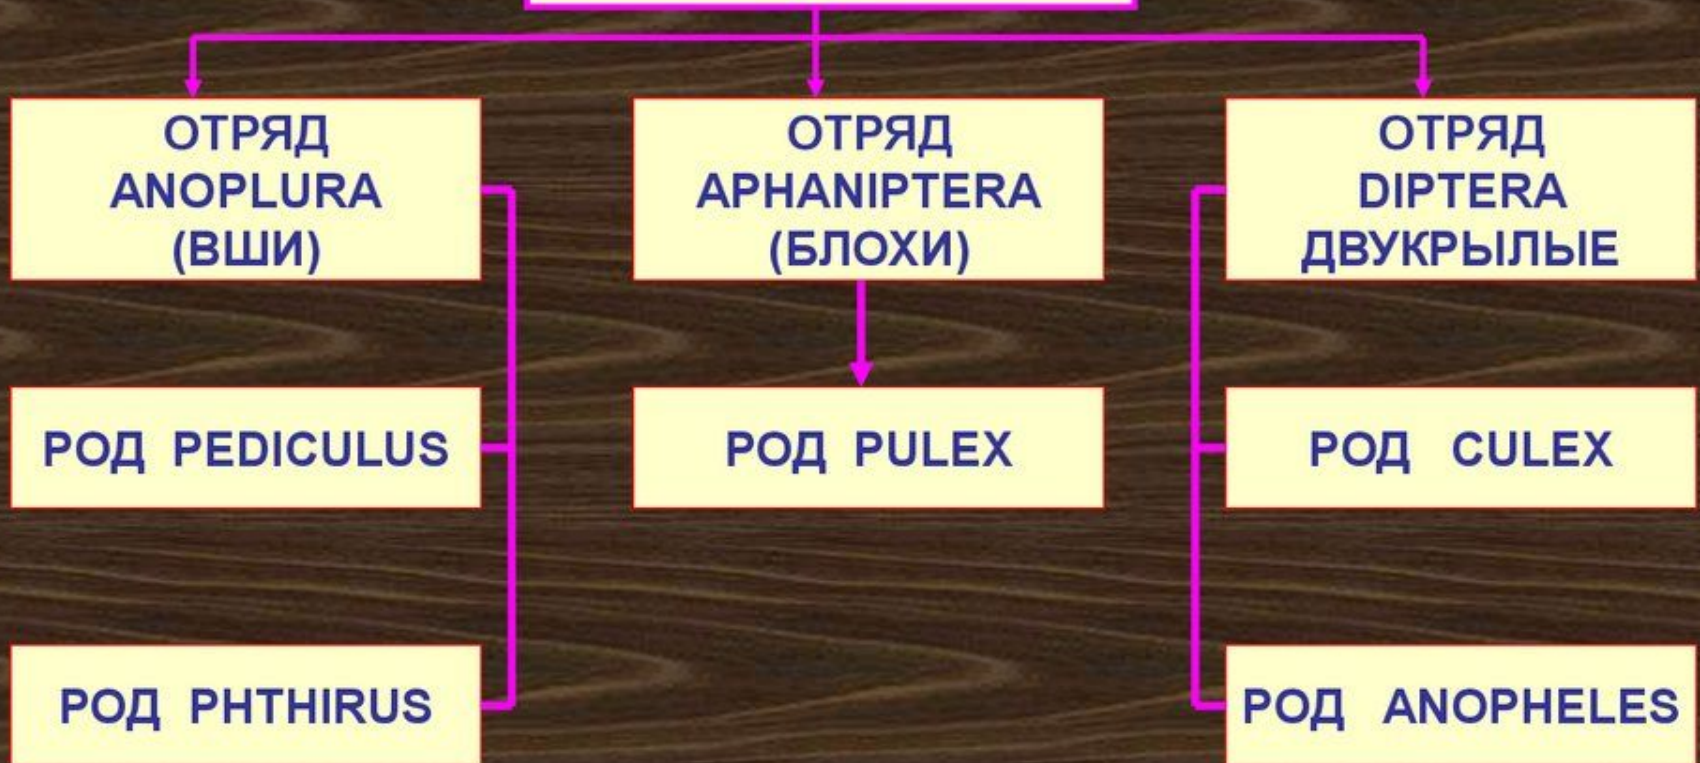 ОТРЯД
ANOPLURA
(ВШИ)
ОТРЯД
APHANIPTERA
(БЛОХИ)
ОТРЯД
DIPTERA
ДВУКРЫЛЫЕ
РОД PEDICULUS
РОД PULEX
РОД CULEX
РОД PHTHIRUS
РОД ANOPHELES